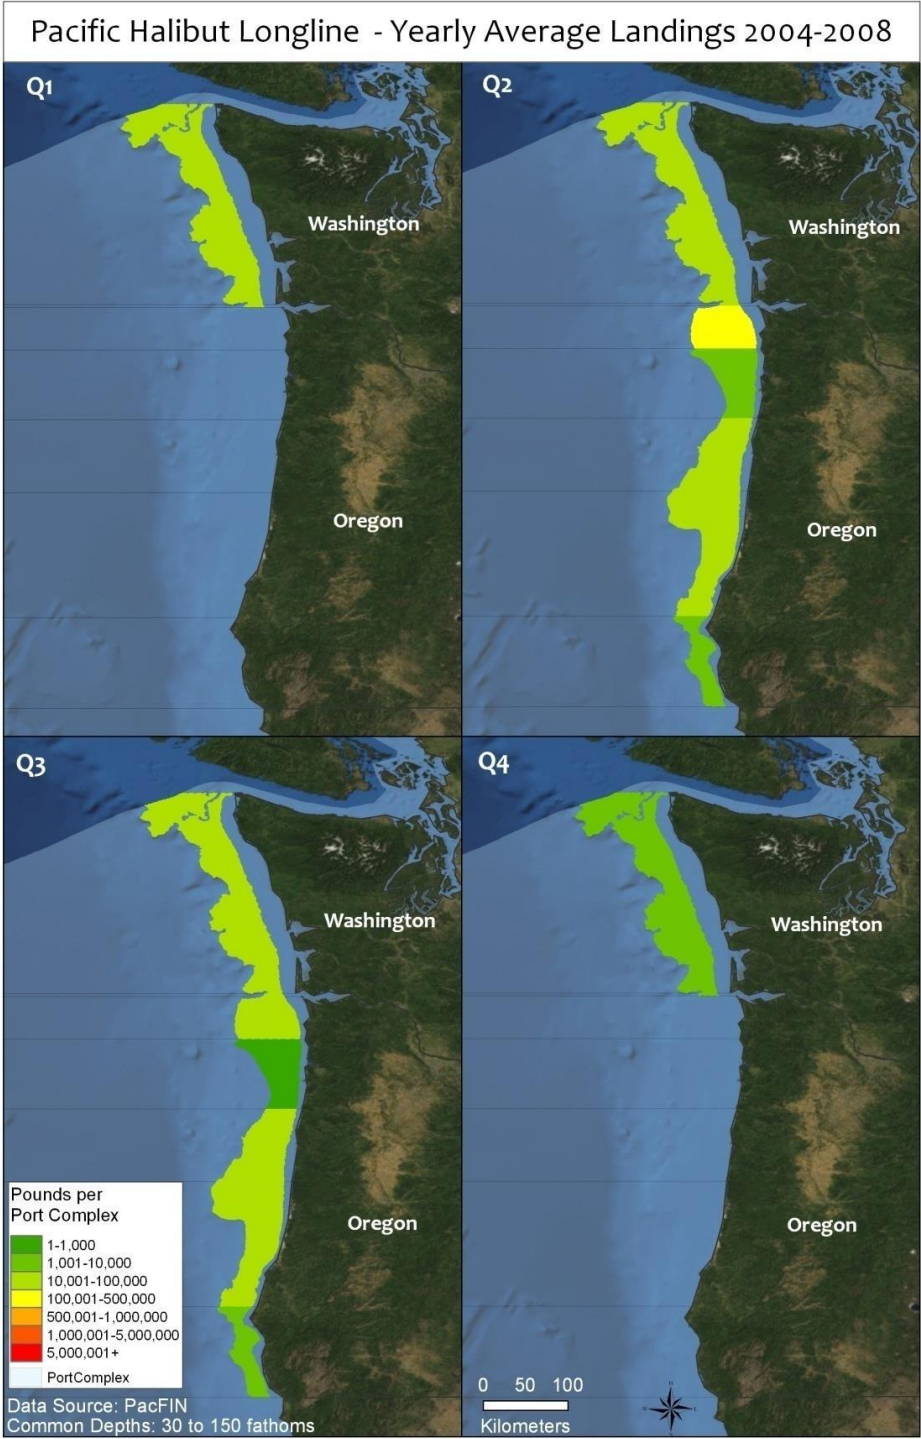 Pacific Halibut Longline - Yearly Average Landings 2004-2008
Q1
Washington
Oregon
Q2
Washington
Oregon
Q3
Washington
Oregon
Pounds per
Port Complex
1-1,000
1,001-10,000
10,001-100,000
100,001-500,000
500,001-1,000,000
1,000,001-5,000,000
5,000,001+
PortComplex
Data Source: PacFIN
Common Depths: 30 to 150 fathoms
Q4
Washington
Oregon
0 50 100
Kilometers